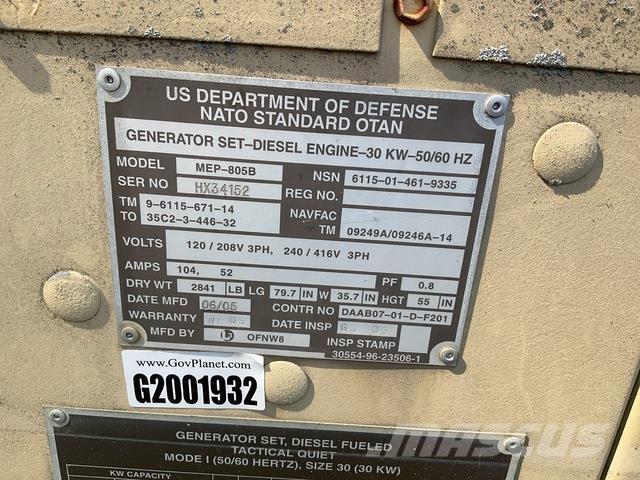 US DEPARTMENT OF DEFENSE
NATO STANDARD OTAN
GENERATOR SET-DIESEL ENGINE-30 KW-50/60 HZ
MODEL MEP-805B NSN 6115-01-461-9335
SER NO HX34152 REG NO.
TM 9-6115-671-14
TO 35C2-3-446-32
NAVFAC
TM 09249A/09246A-14
VOLTS 120 / 208V 3PH, 240 / 416V 3PH
AMPS 104, 52 PF 0.8
DRY WT 2841 LB LG 79.7 IN W 35.7 IN HGT 55 IN
DATE MFD 06/05 CONTR NO DAAB07-01-D-F201
WARRANTY DATE INSP
MFD BY OFNW8 INSP STAMP
30554-96-23506-1
www.GovPlanet.com
G2001932
GENERATOR SET, DIESEL FUELED
TACTICAL QUIET
MODE I (50/60 HERTZ), SIZE 30 (30 KW)
KW CAPACITY
MASCUS